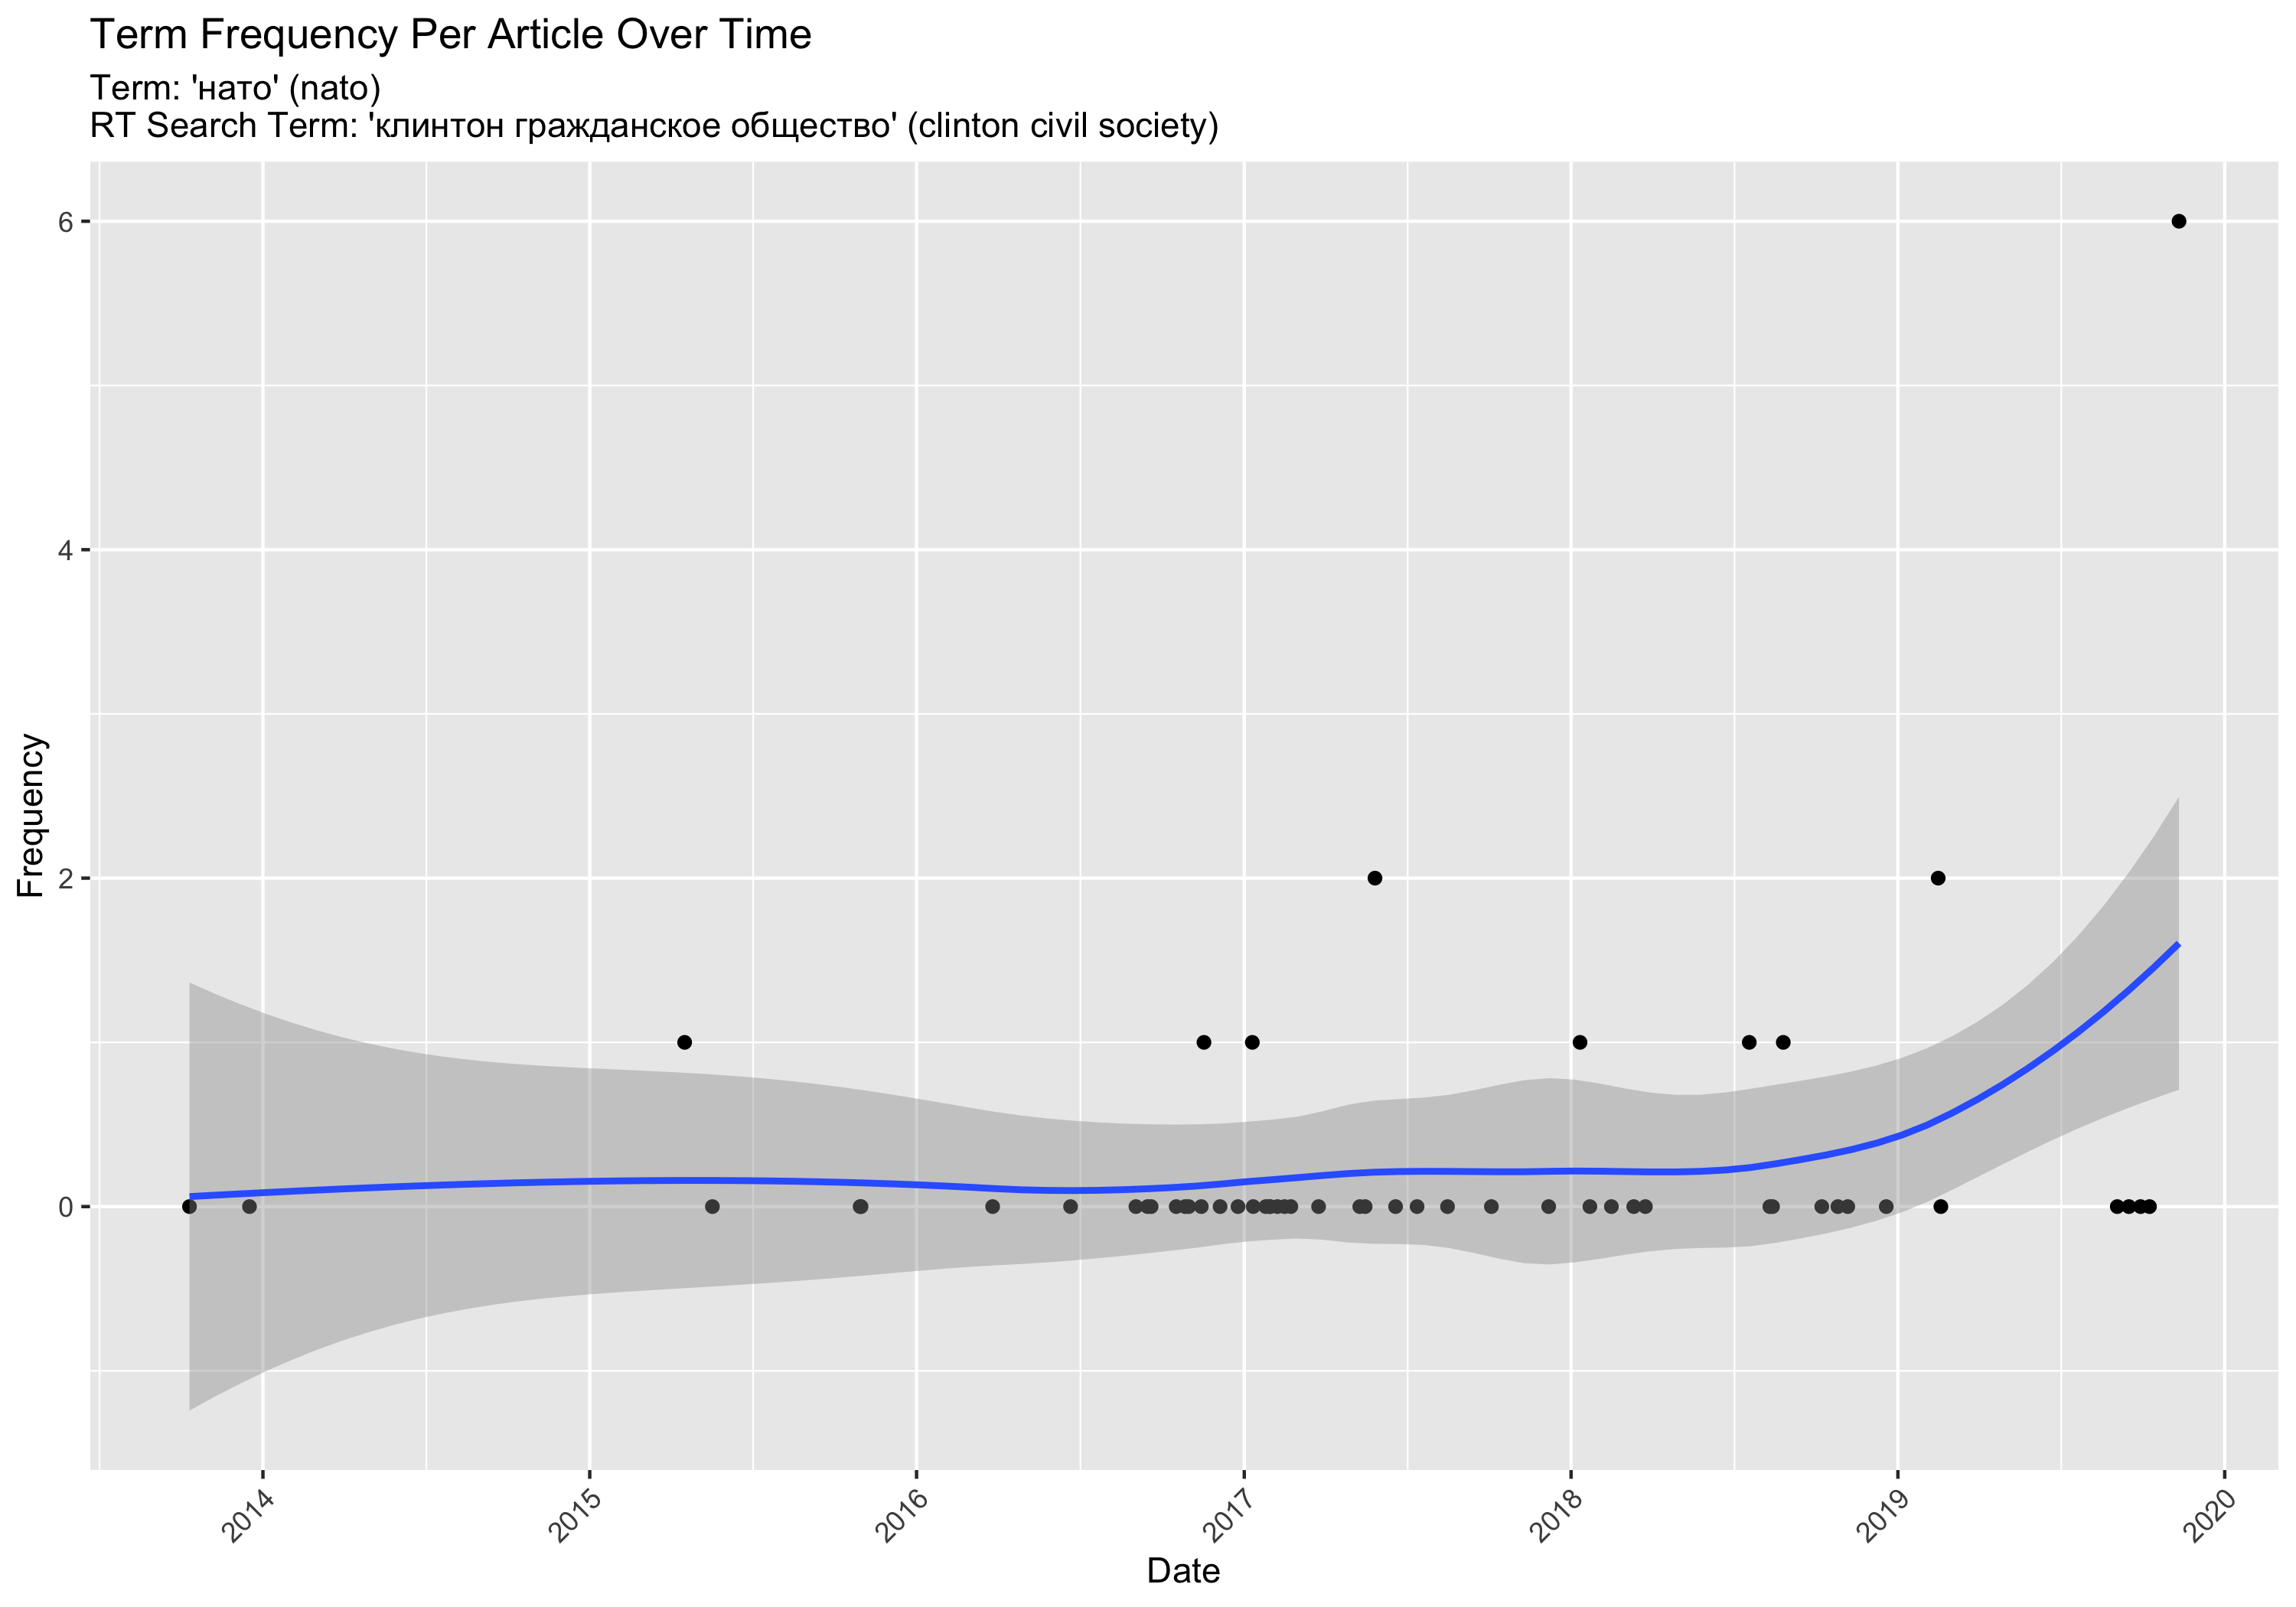 Term Frequency Per Article Over Time
Term: 'нато' (nato)
RT Search Term: 'клинтон гражданское общество' (clinton civil society)
6
4
2
0
Frequency
2014
2015
2016
2017
2018
2019
2020
Date